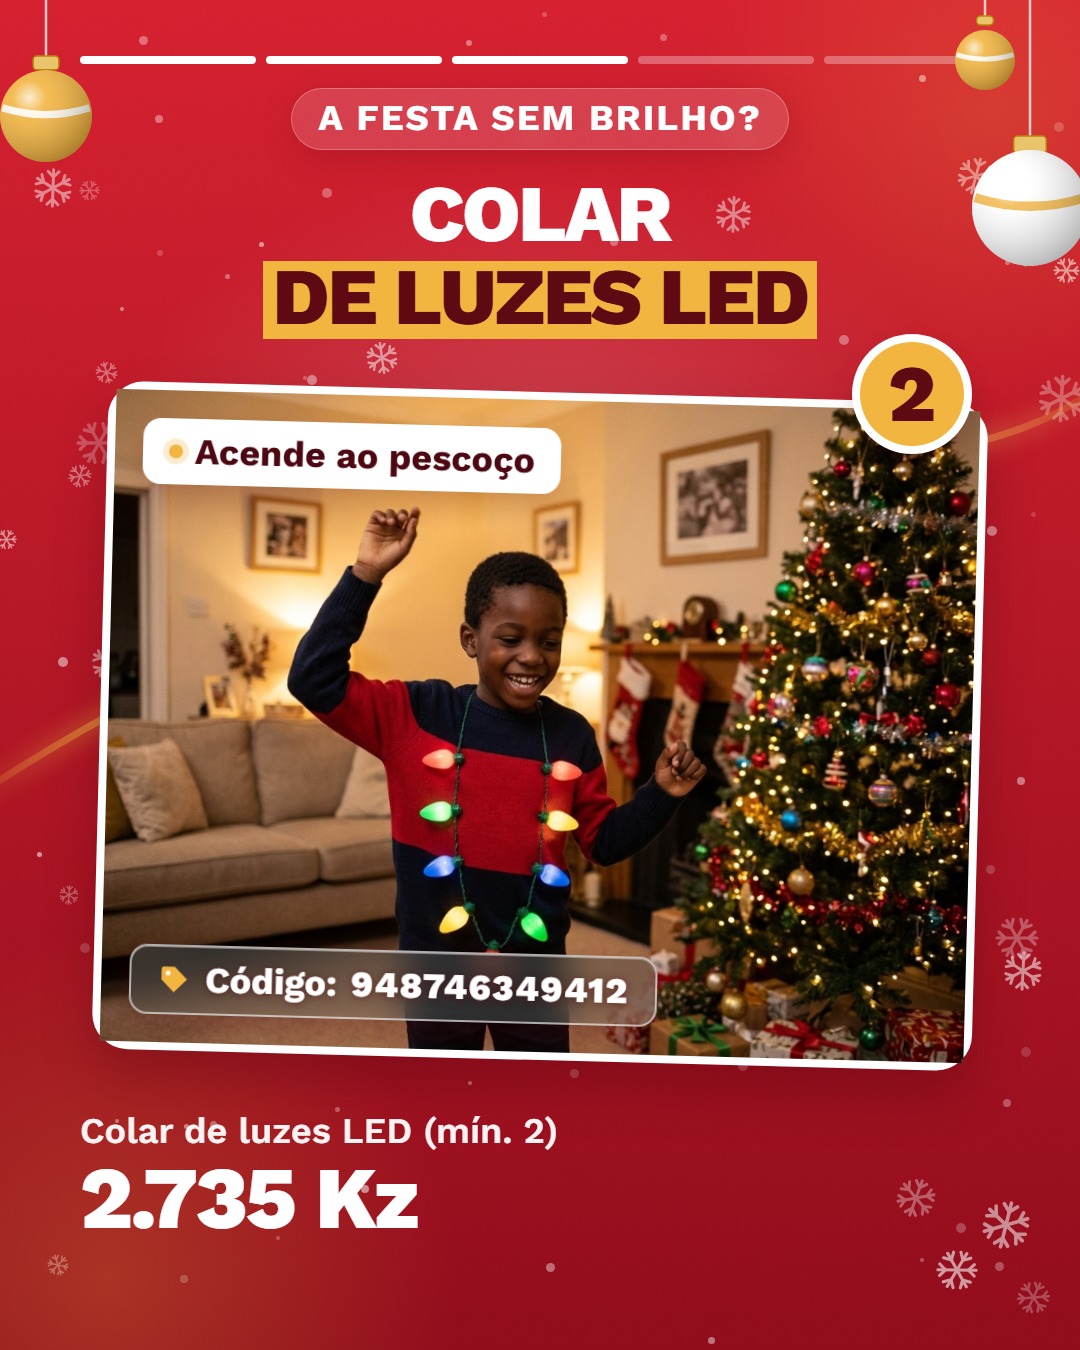 A FESTA SEM BRILHO?
COLAR
DE LUZES LED
2
Acende ao pescoço
Código: 948746349412
Colar de luzes LED (mín. 2)
2.735 Kz